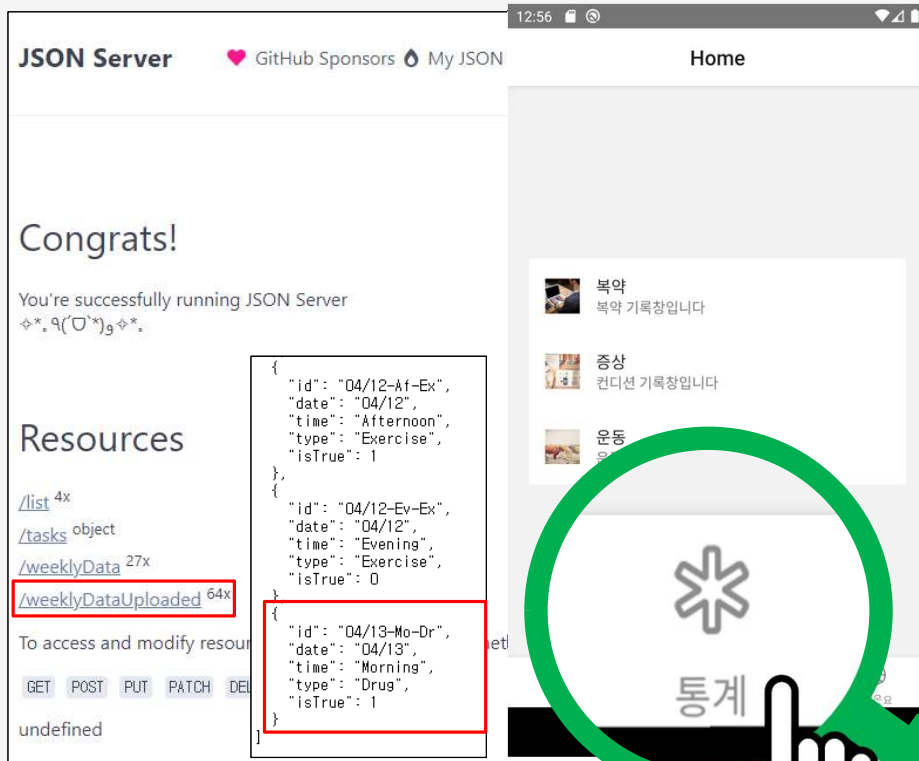 JSON Server
GitHub Sponsors
My JSON
Congrats!
You're successfully running JSON Server
✧*｡٩(ˊᗜˋ*)و✧*｡
Resources
/list 4x
/tasks object
/weeklyData 27x
/weeklyDataUploaded 64x
To access and modify
GET POST PUT PATCH
undefined
{
"id": "04/12-Af-Ex",
"date": "04/12",
"time": "Afternoon",
"type": "Exercise",
"isTrue": 1
},
{
"id": "04/12-Ev-Ex",
"date": "04/12",
"time": "Evening",
"type": "Exercise",
"isTrue": 0
},
{
"id": "04/13-Mo-Dr",
"date": "04/13",
"time": "Morning",
"type": "Drug",
"isTrue": 1
}
]
12:56
Home
복약
복약 기록창입니다
증상
컨디션 기록창입니다
운동
통계